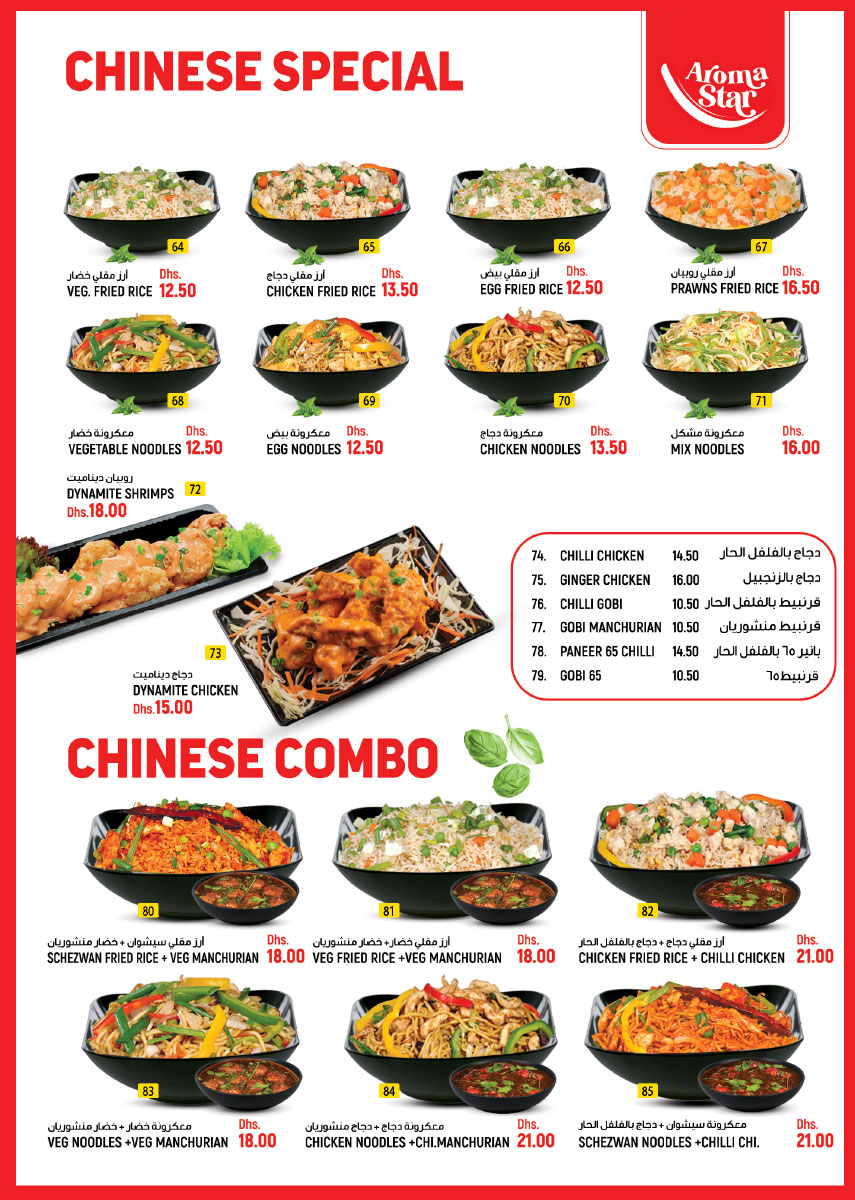 CHINESE SPECIAL
Aroma
Star
64
65
66
67
أرز مقلي خضار
Dhs.
VEG. FRIED RICE 12.50
أرز مقلي دجاج
Dhs.
CHICKEN FRIED RICE 13.50
أرز مقلي بيض
Dhs.
EGG FRIED RICE 12.50
أرز مقلي روبيان
Dhs.
PRAWNS FRIED RICE 16.50
68
69
70
71
معكرونة خضار
Dhs.
VEGETABLE NOODLES 12.50
معكرونة بيض
Dhs.
EGG NOODLES 12.50
معكرونة دجاج
Dhs.
CHICKEN NOODLES 13.50
معكرونة مشكل
Dhs.
MIX NOODLES 16.00
روبيان ديناميت
DYNAMITE SHRIMPS 72
Dhs.18.00
73
دجاج ديناميت
DYNAMITE CHICKEN
Dhs.15.00
74. CHILLI CHICKEN 14.50 دجاج بالفلفل الحار
75. GINGER CHICKEN 16.00 دجاج بالزنجبيل
76. CHILLI GOBI 10.50 قرنبيط بالفلفل الحار
77. GOBI MANCHURIAN 10.50 قرنبيط منشوريان
78. PANEER 65 CHILLI 14.50 بانير ٦٥ بالفلفل الحار
79. GOBI 65 10.50 قرنبيط٦٥
CHINESE COMBO
80
81
82
أرز مقلي سيشوان + خضار منشوريان
Dhs.
SCHEZWAN FRIED RICE + VEG MANCHURIAN 18.00
أرز مقلي خضار+ خضار منشوريان
Dhs.
VEG FRIED RICE +VEG MANCHURIAN 18.00
أرز مقلي دجاج + دجاج بالفلفل الحار
Dhs.
CHICKEN FRIED RICE + CHILLI CHICKEN 21.00
83
84
85
معكرونة خضار + خضار منشوريان
Dhs.
VEG NOODLES +VEG MANCHURIAN 18.00
معكرونة دجاج + دجاج منشوريان
Dhs.
CHICKEN NOODLES +CHI.MANCHURIAN 21.00
معكرونة سيشوان + دجاج بالفلفل الحار
Dhs.
SCHEZWAN NOODLES +CHILLI CHI. 21.00